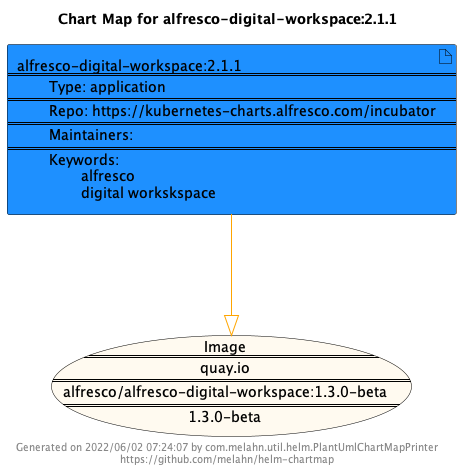 Chart Map for alfresco-digital-workspace:2.1.1
alfresco-digital-workspace:2.1.1
Type: application
Repo: https://kubernetes-charts.alfresco.com/incubator
Maintainers:
Keywords:
alfresco
digital workskspace
Image
quay.io
alfresco/alfresco-digital-workspace:1.3.0-beta
1.3.0-beta
Generated on 2022/06/02 07:24:07 by com.melahn.util.helm.PlantUmlChartMapPrinter
https://github.com/melahn/helm-chartmap